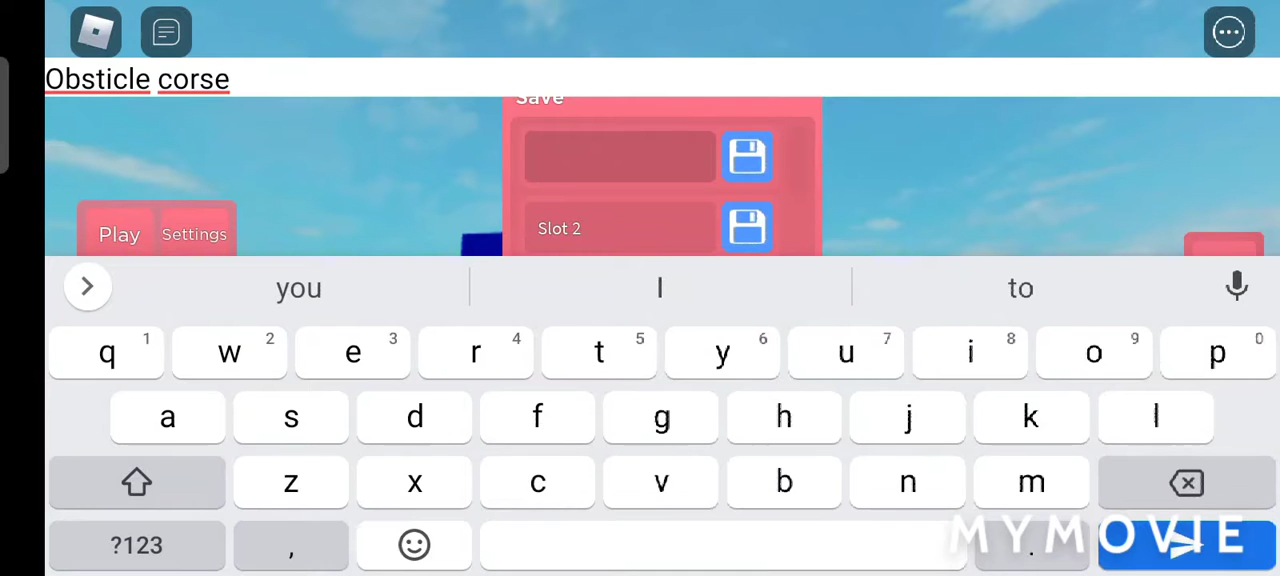 Obsticle corse
Save
Slot 2
Play Settings
you I to
q 1 w 2 e 3 r 4 t 5 y 6 u 7 i 8 o 9 p 0
a s d f g h j k l
z x c v b n m
?123 , .
MYMOVIE